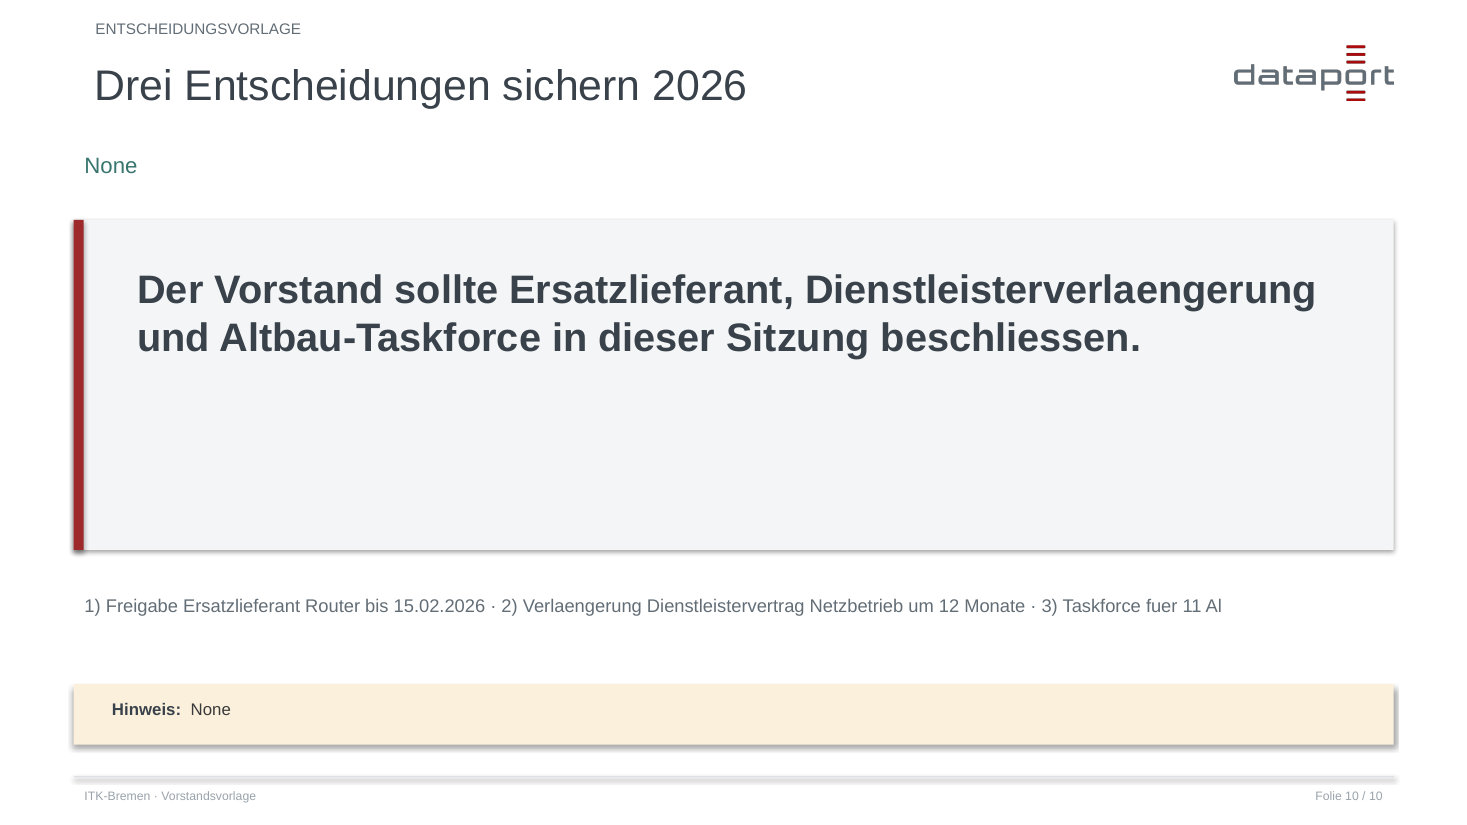 ENTSCHEIDUNGSVORLAGE
Drei Entscheidungen sichern 2026
dataport
None
Der Vorstand sollte Ersatzlieferant, Dienstleisterverlaengerung
und Altbau-Taskforce in dieser Sitzung beschliessen.
1) Freigabe Ersatzlieferant Router bis 15.02.2026 · 2) Verlaengerung Dienstleistervertrag Netzbetrieb um 12 Monate · 3) Taskforce fuer 11 Al
Hinweis: None
ITK-Bremen · Vorstandsvorlage
Folie 10 / 10